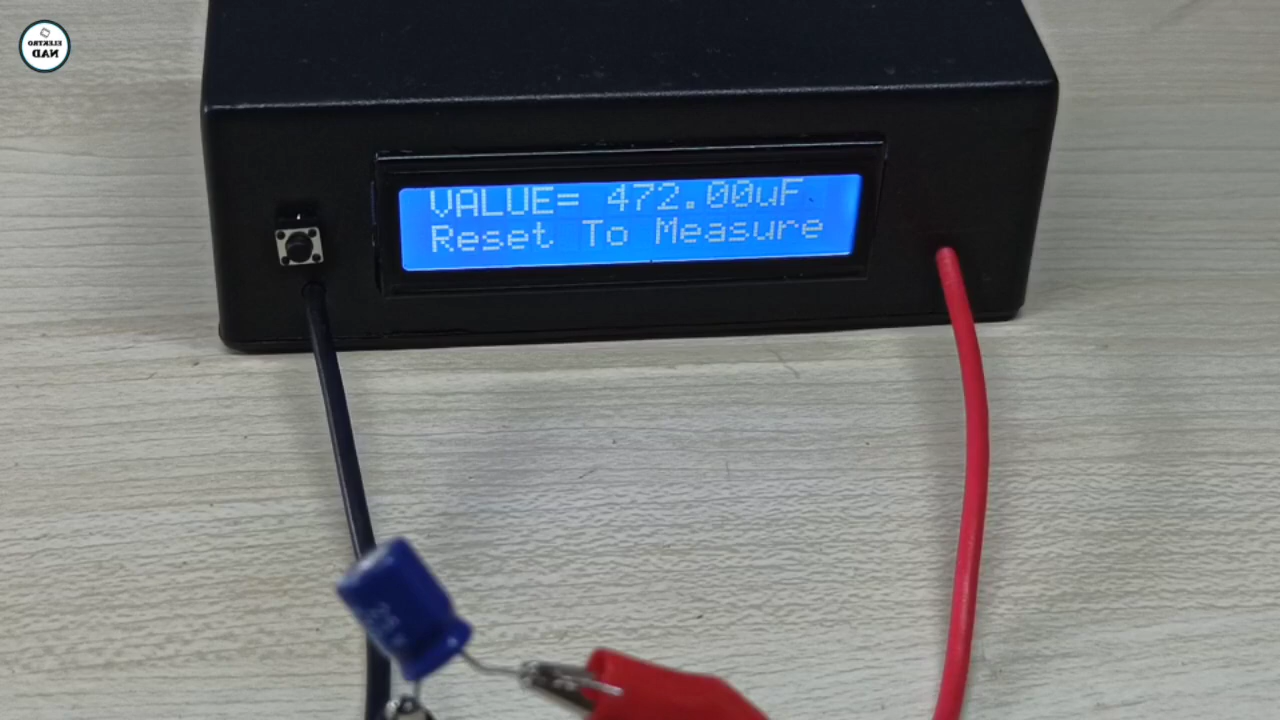 ELEKTRO
NAD
VALUE= 472.00uF
Reset To Measure